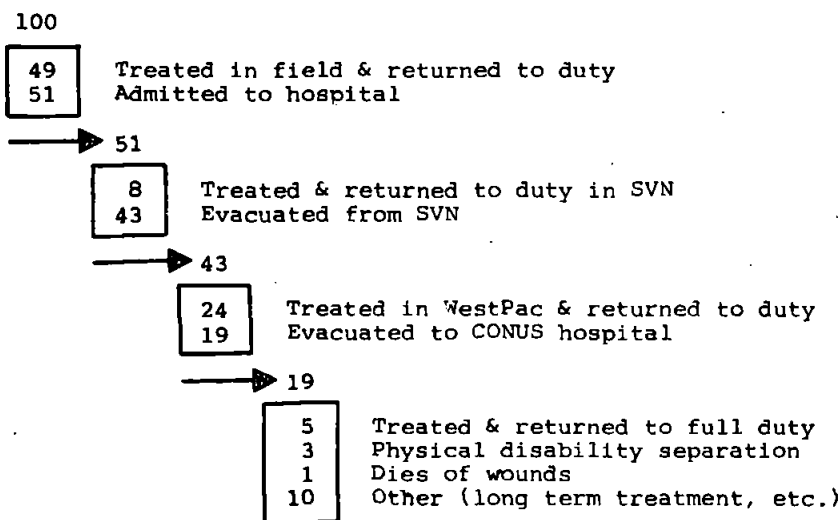 100
49 Treated in field & returned to duty
51 Admitted to hospital
51
8 Treated & returned to duty in SVN
43 Evacuated from SVN
43
24 Treated in WestPac & returned to duty
19 Evacuated to CONUS hospital
19
5 Treated & returned to full duty
3 Physical disability separation
1 Dies of wounds
10 Other (long term treatment, etc.)